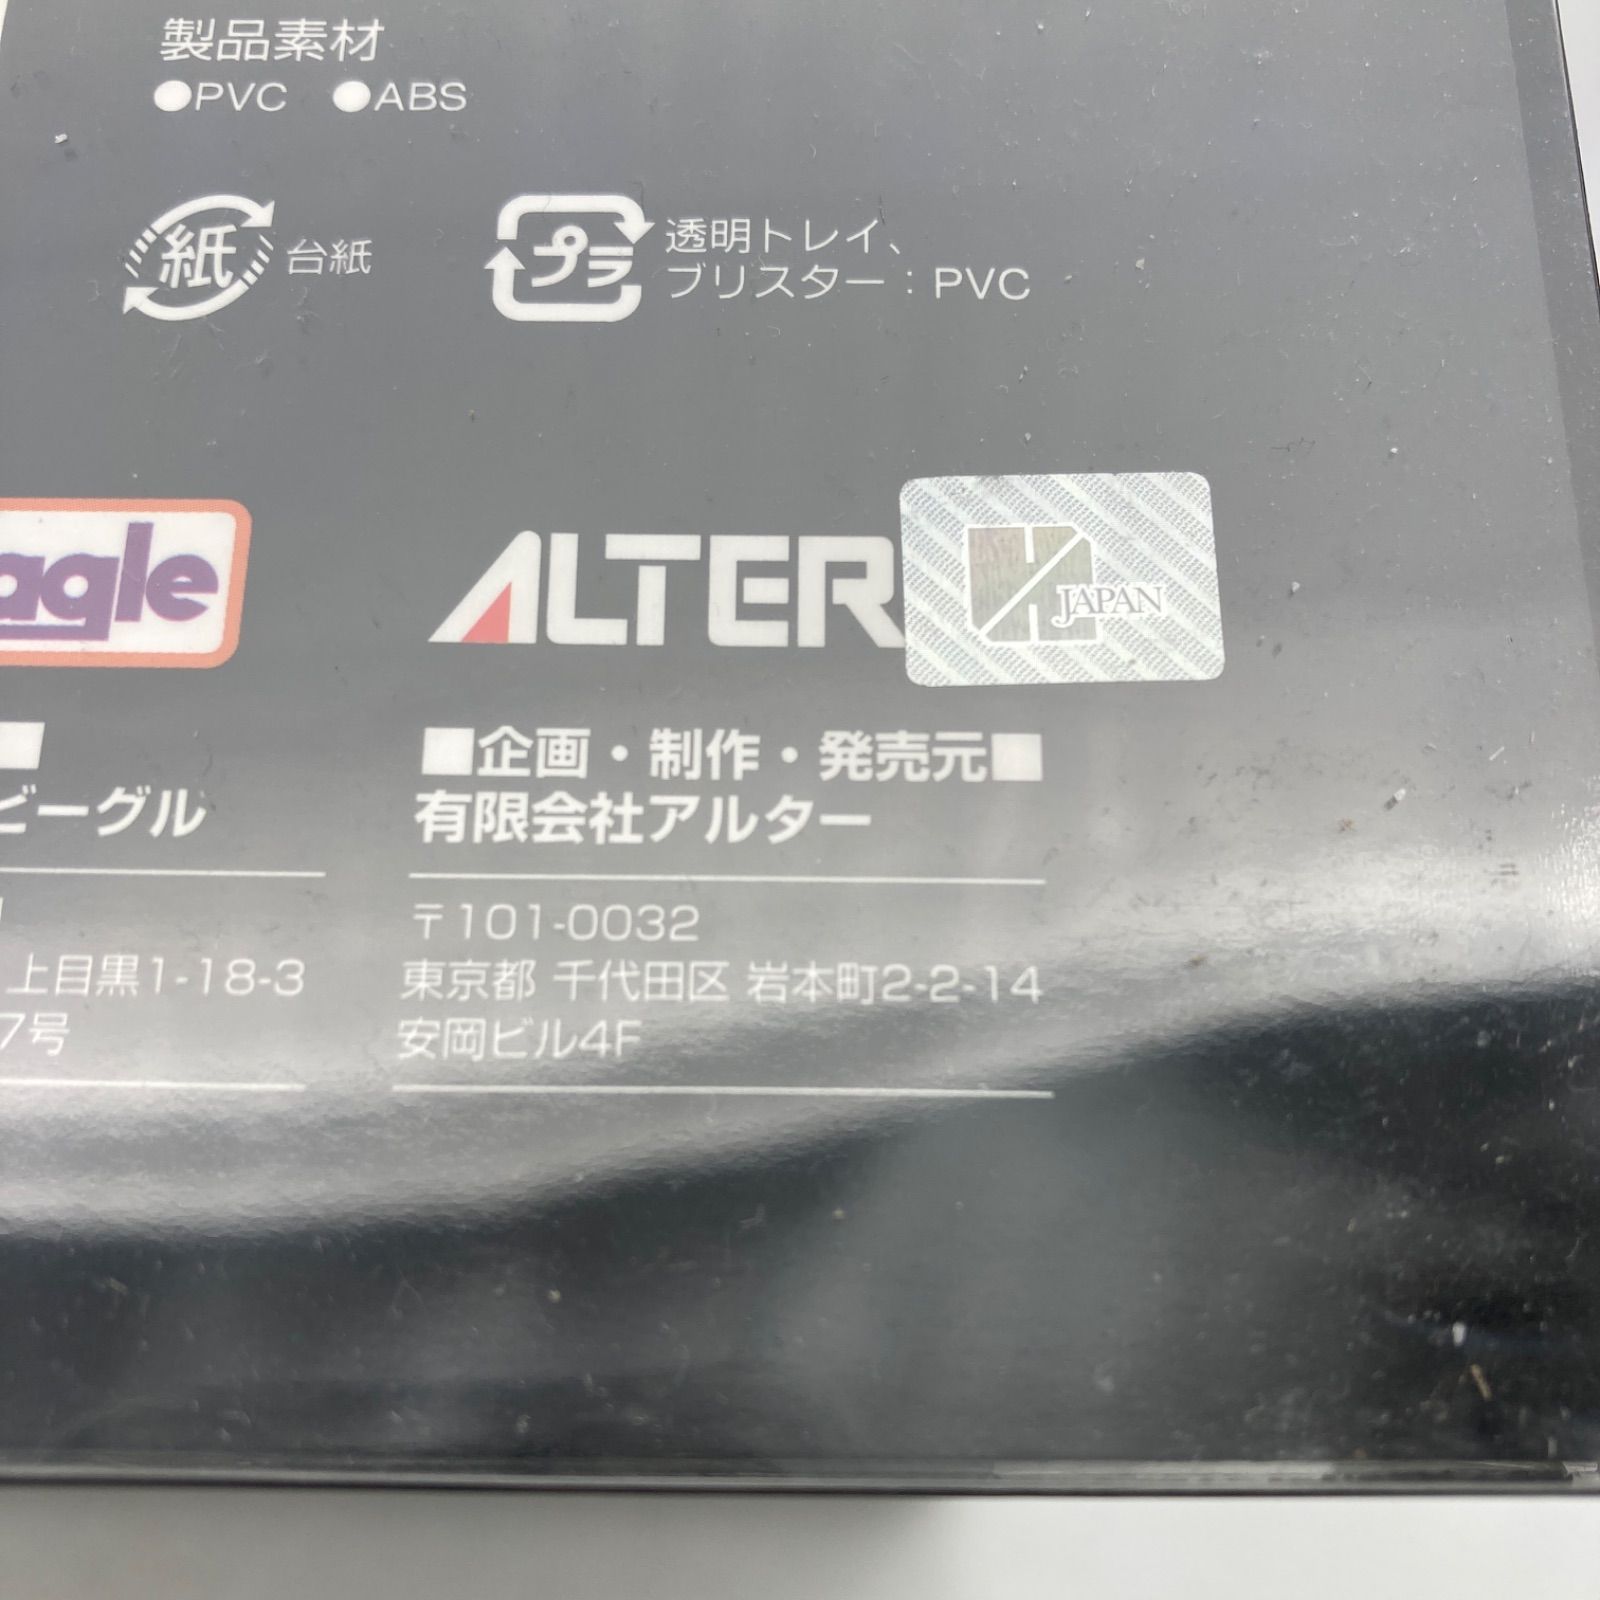 製品素材
●PVC ●ABS
紙 台紙
プラ 透明トレイ、
ブリスター：PVC
agle
ALTER
JAPAN
■
ビーグル
上目黒1-18-3
7号
■企画・制作・発売元■
有限会社アルター
〒101-0032
東京都 千代田区 岩本町2-2-14
安岡ビル4F